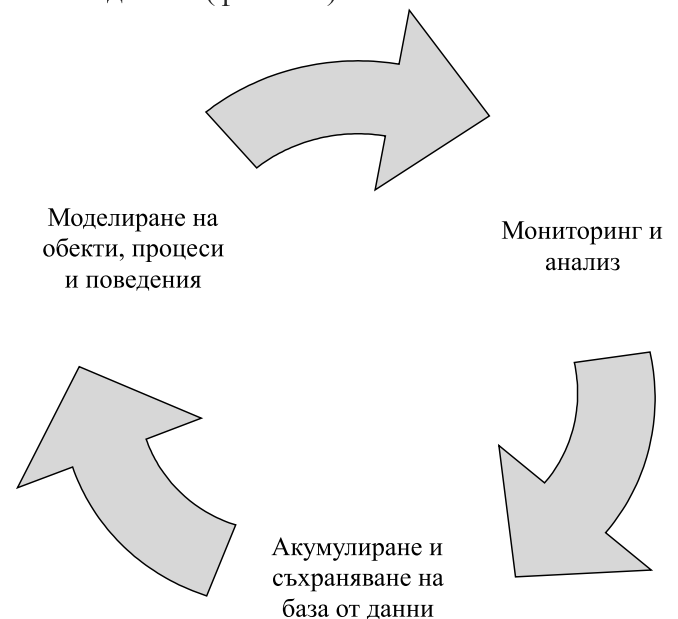 Моделиране на
обекти, процеси
и поведения
Мониторинг и
анализ
Акумулиране и
съхраняване на
база от данни